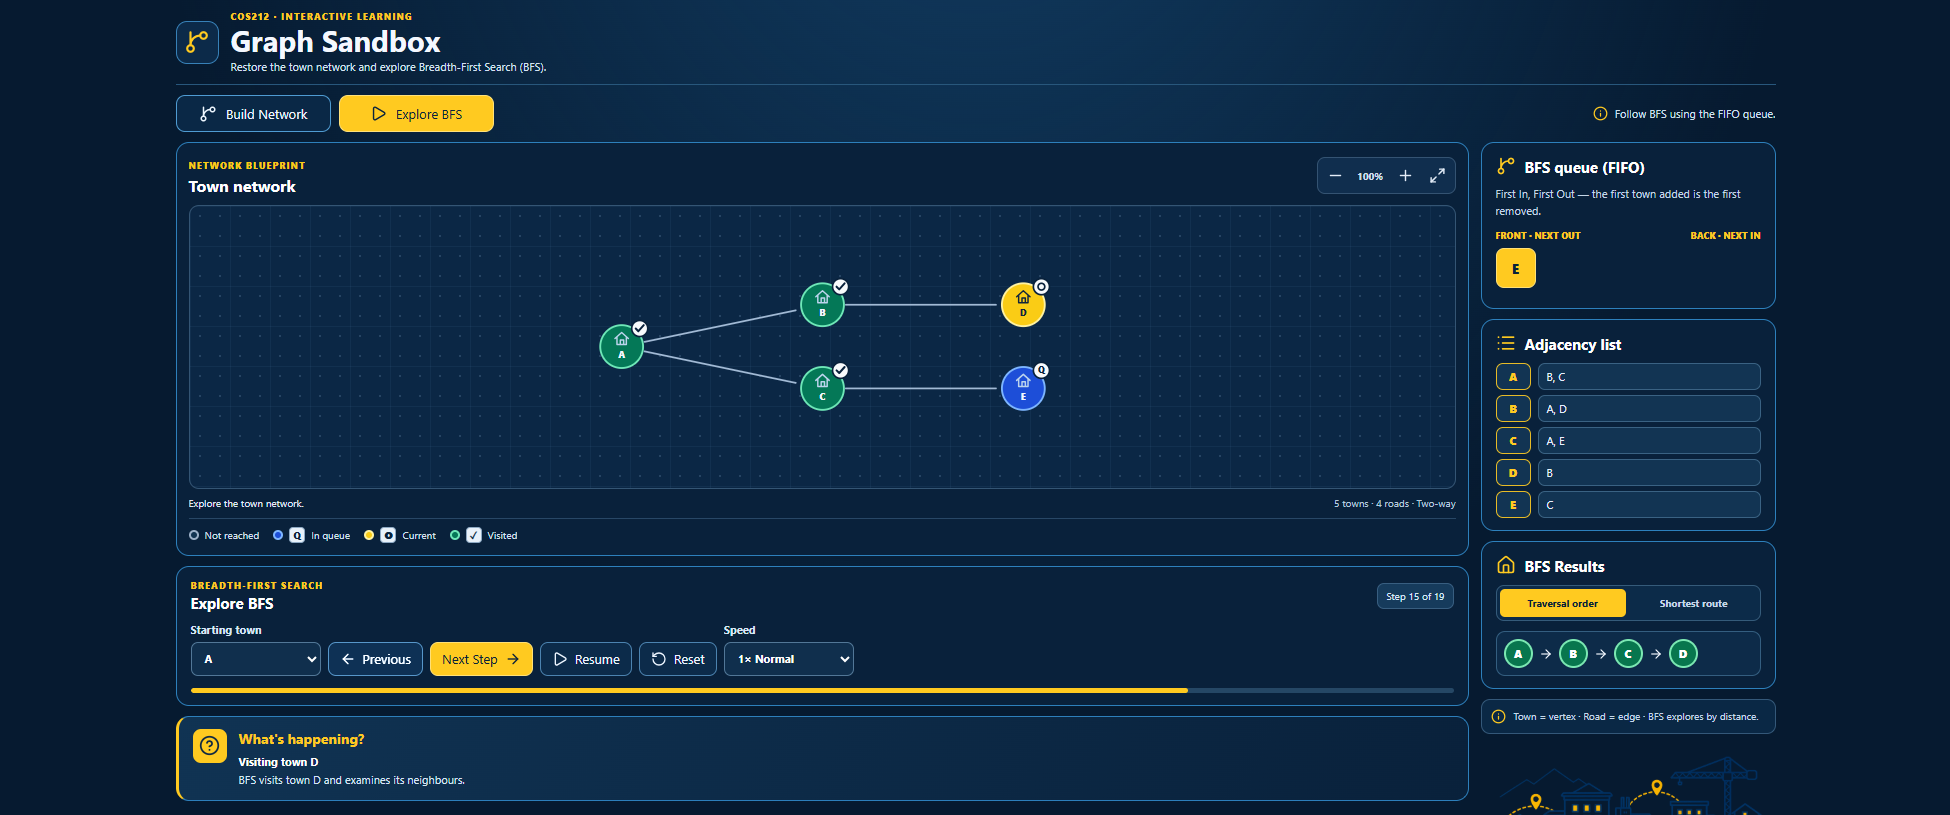 COS212 · INTERACTIVE LEARNING
Graph Sandbox
Restore the town network and explore Breadth-First Search (BFS).
Build Network
Explore BFS
Follow BFS using the FIFO queue.
NETWORK BLUEPRINT
Town network
100%
A
B
C
D
O
E
Q
Explore the town network.
5 towns · 4 roads · Two-way
Not reached
Q In queue
O Current
✓ Visited
BREADTH-FIRST SEARCH
Explore BFS
Step 15 of 19
Starting town
Speed
A
← Previous
Next Step →
Resume
Reset
1× Normal
? What's happening?
Visiting town D
BFS visits town D and examines its neighbours.
BFS queue (FIFO)
First In, First Out — the first town added is the first
removed.
FRONT · NEXT OUT
BACK · NEXT IN
E
Adjacency list
A B, C
B A, D
C A, E
D B
E C
BFS Results
Traversal order
Shortest route
A → B → C → D
Town = vertex · Road = edge · BFS explores by distance.